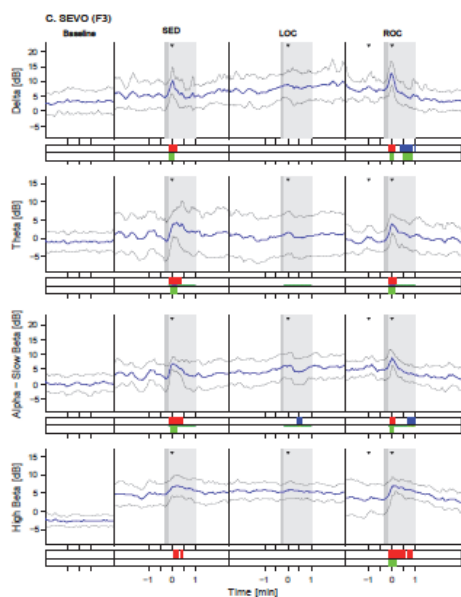 C. SEVO (F3)
Baseline SED LOC ROC
Delta [dB]
20
15
10
5
0
−5
Theta [dB]
15
10
5
0
−5
Alpha − Slow Beta [dB]
20
15
10
5
0
−5
High Beta [dB]
15
10
5
0
−5
−1 0 1 −1 0 1 −1 0 1
Time [min]